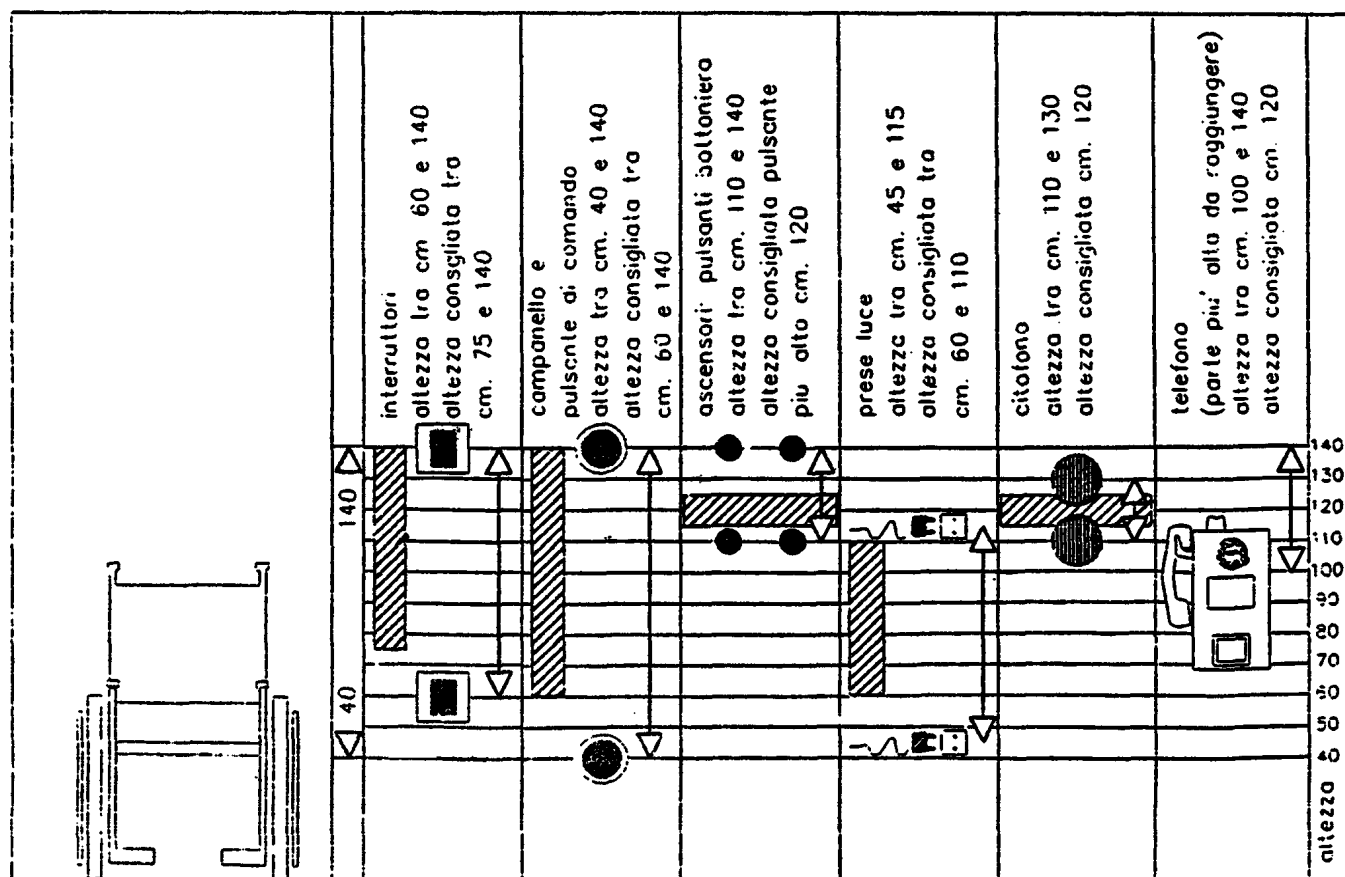 140
40
interruttori
altezza tra cm 60 e 140
altezza consgliata tra
cm. 75 e 140
campanello e
pulsante di comando
altezza tra cm. 40 e 140
altezza consigliata tra
cm. 60 e 140
ascensori pulsanti bottoniera
altezza tra cm. 110 e 140
altezza consigliata pulsante
piu alto cm. 120
prese luce
altezza tra cm. 45 e 115
altezza consigliata tra
cm. 60 e 110
citofono
altezza tra cm. 110 e 130
altezza consigliata cm. 120
telefono
(parte piu' alta da raggiungere)
altezza tra cm. 100 e 140
altezza consigliata cm. 120
140
130
120
110
100
90
80
70
60
50
40
altezza